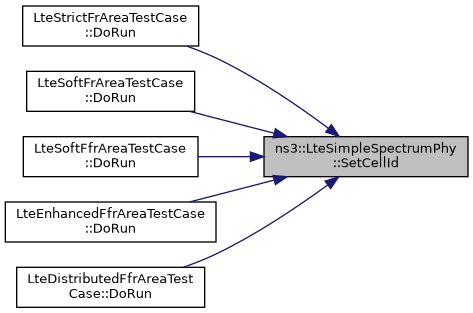 LteStrictFrAreaTestCase
::DoRun
LteSoftFrAreaTestCase
::DoRun
LteSoftFfrAreaTestCase
::DoRun
ns3::LteSimpleSpectrumPhy
::SetCellId
LteEnhancedFfrAreaTestCase
::DoRun
LteDistributedFfrAreaTest
Case::DoRun